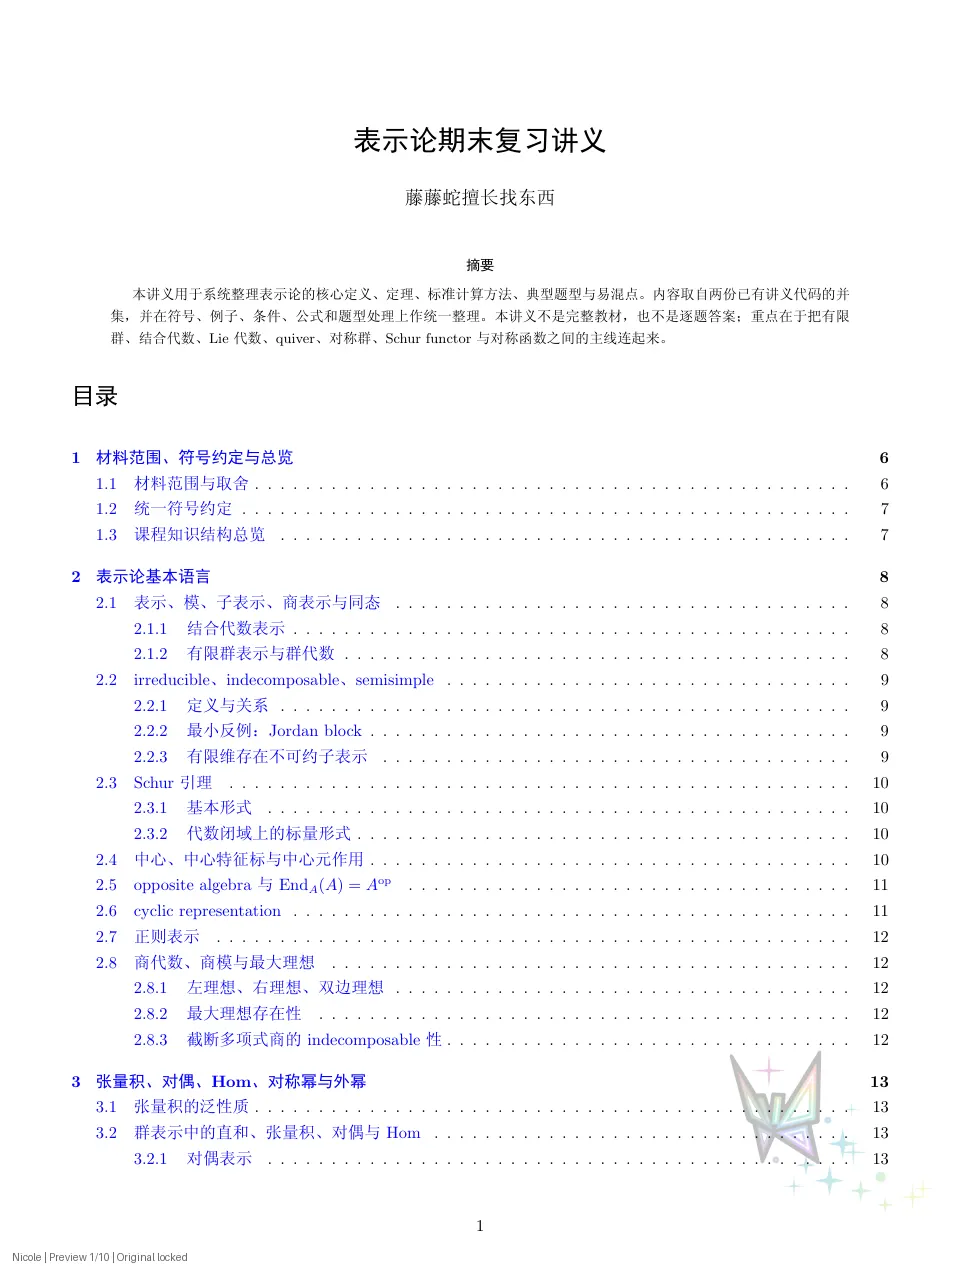 表示论期末复习讲义
藤藤蛇擅长找东西
摘要
本讲义用于系统整理表示论的核心定义、定理、标准计算方法、典型题型与易混点。内容取自两份已有讲义代码的并
集，并在符号、例子、条件、公式和题型处理上作统一整理。本讲义不是完整教材，也不是逐题答案；重点在于把有限
群、结合代数、Lie 代数、quiver、对称群、Schur functor 与对称函数之间的主线连起来。
目录
1 材料范围、符号约定与总览 6
1.1 材料范围与取舍 . . . . . . . . . . 6
1.2 统一符号约定 . . . . . . . . . . 7
1.3 课程知识结构总览 . . . . . . . . . . 7
2 表示论基本语言 8
2.1 表示、模、子表示、商表示与同态 . . . . . . . . . . 8
2.1.1 结合代数表示 . . . . . . . . . . 8
2.1.2 有限群表示与群代数 . . . . . . . . . . 8
2.2 irreducible、indecomposable、semisimple . . . . . . . . . . 9
2.2.1 定义与关系 . . . . . . . . . . 9
2.2.2 最小反例：Jordan block . . . . . . . . . . 9
2.2.3 有限维存在不可约子表示 . . . . . . . . . . 9
2.3 Schur 引理 . . . . . . . . . . 10
2.3.1 基本形式 . . . . . . . . . . 10
2.3.2 代数闭域上的标量形式 . . . . . . . . . . 10
2.4 中心、中心特征标与中心元作用 . . . . . . . . . . 10
2.5 opposite algebra 与 End_A(A) = A^op . . . . . . . . . . 11
2.6 cyclic representation . . . . . . . . . . 11
2.7 正则表示 . . . . . . . . . . 12
2.8 商代数、商模与最大理想 . . . . . . . . . . 12
2.8.1 左理想、右理想、双边理想 . . . . . . . . . . 12
2.8.2 最大理想存在性 . . . . . . . . . . 12
2.8.3 截断多项式商的 indecomposable 性 . . . . . . . . . . 12
3 张量积、对偶、Hom、对称幂与外幂 13
3.1 张量积的泛性质 . . . . . . . . . . 13
3.2 群表示中的直和、张量积、对偶与 Hom . . . . . . . . . . 13
3.2.1 对偶表示 . . . . . . . . . . 13
1
Nicole | Preview 1/10 | Original locked